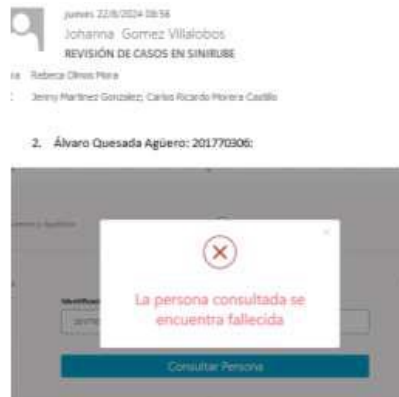 jueves 22/8/2024 08:56
Johanna Gomez Villalobos
REVISIÓN DE CASOS EN SINIRUBE
Rebeca Olmos Mora
Jenny Martinez Gonzalez; Carlos Ricardo Morera Castillo
2. Álvaro Quesada Agüero: 201770306:
La persona consultada se
encuentra fallecida
Consultar Persona